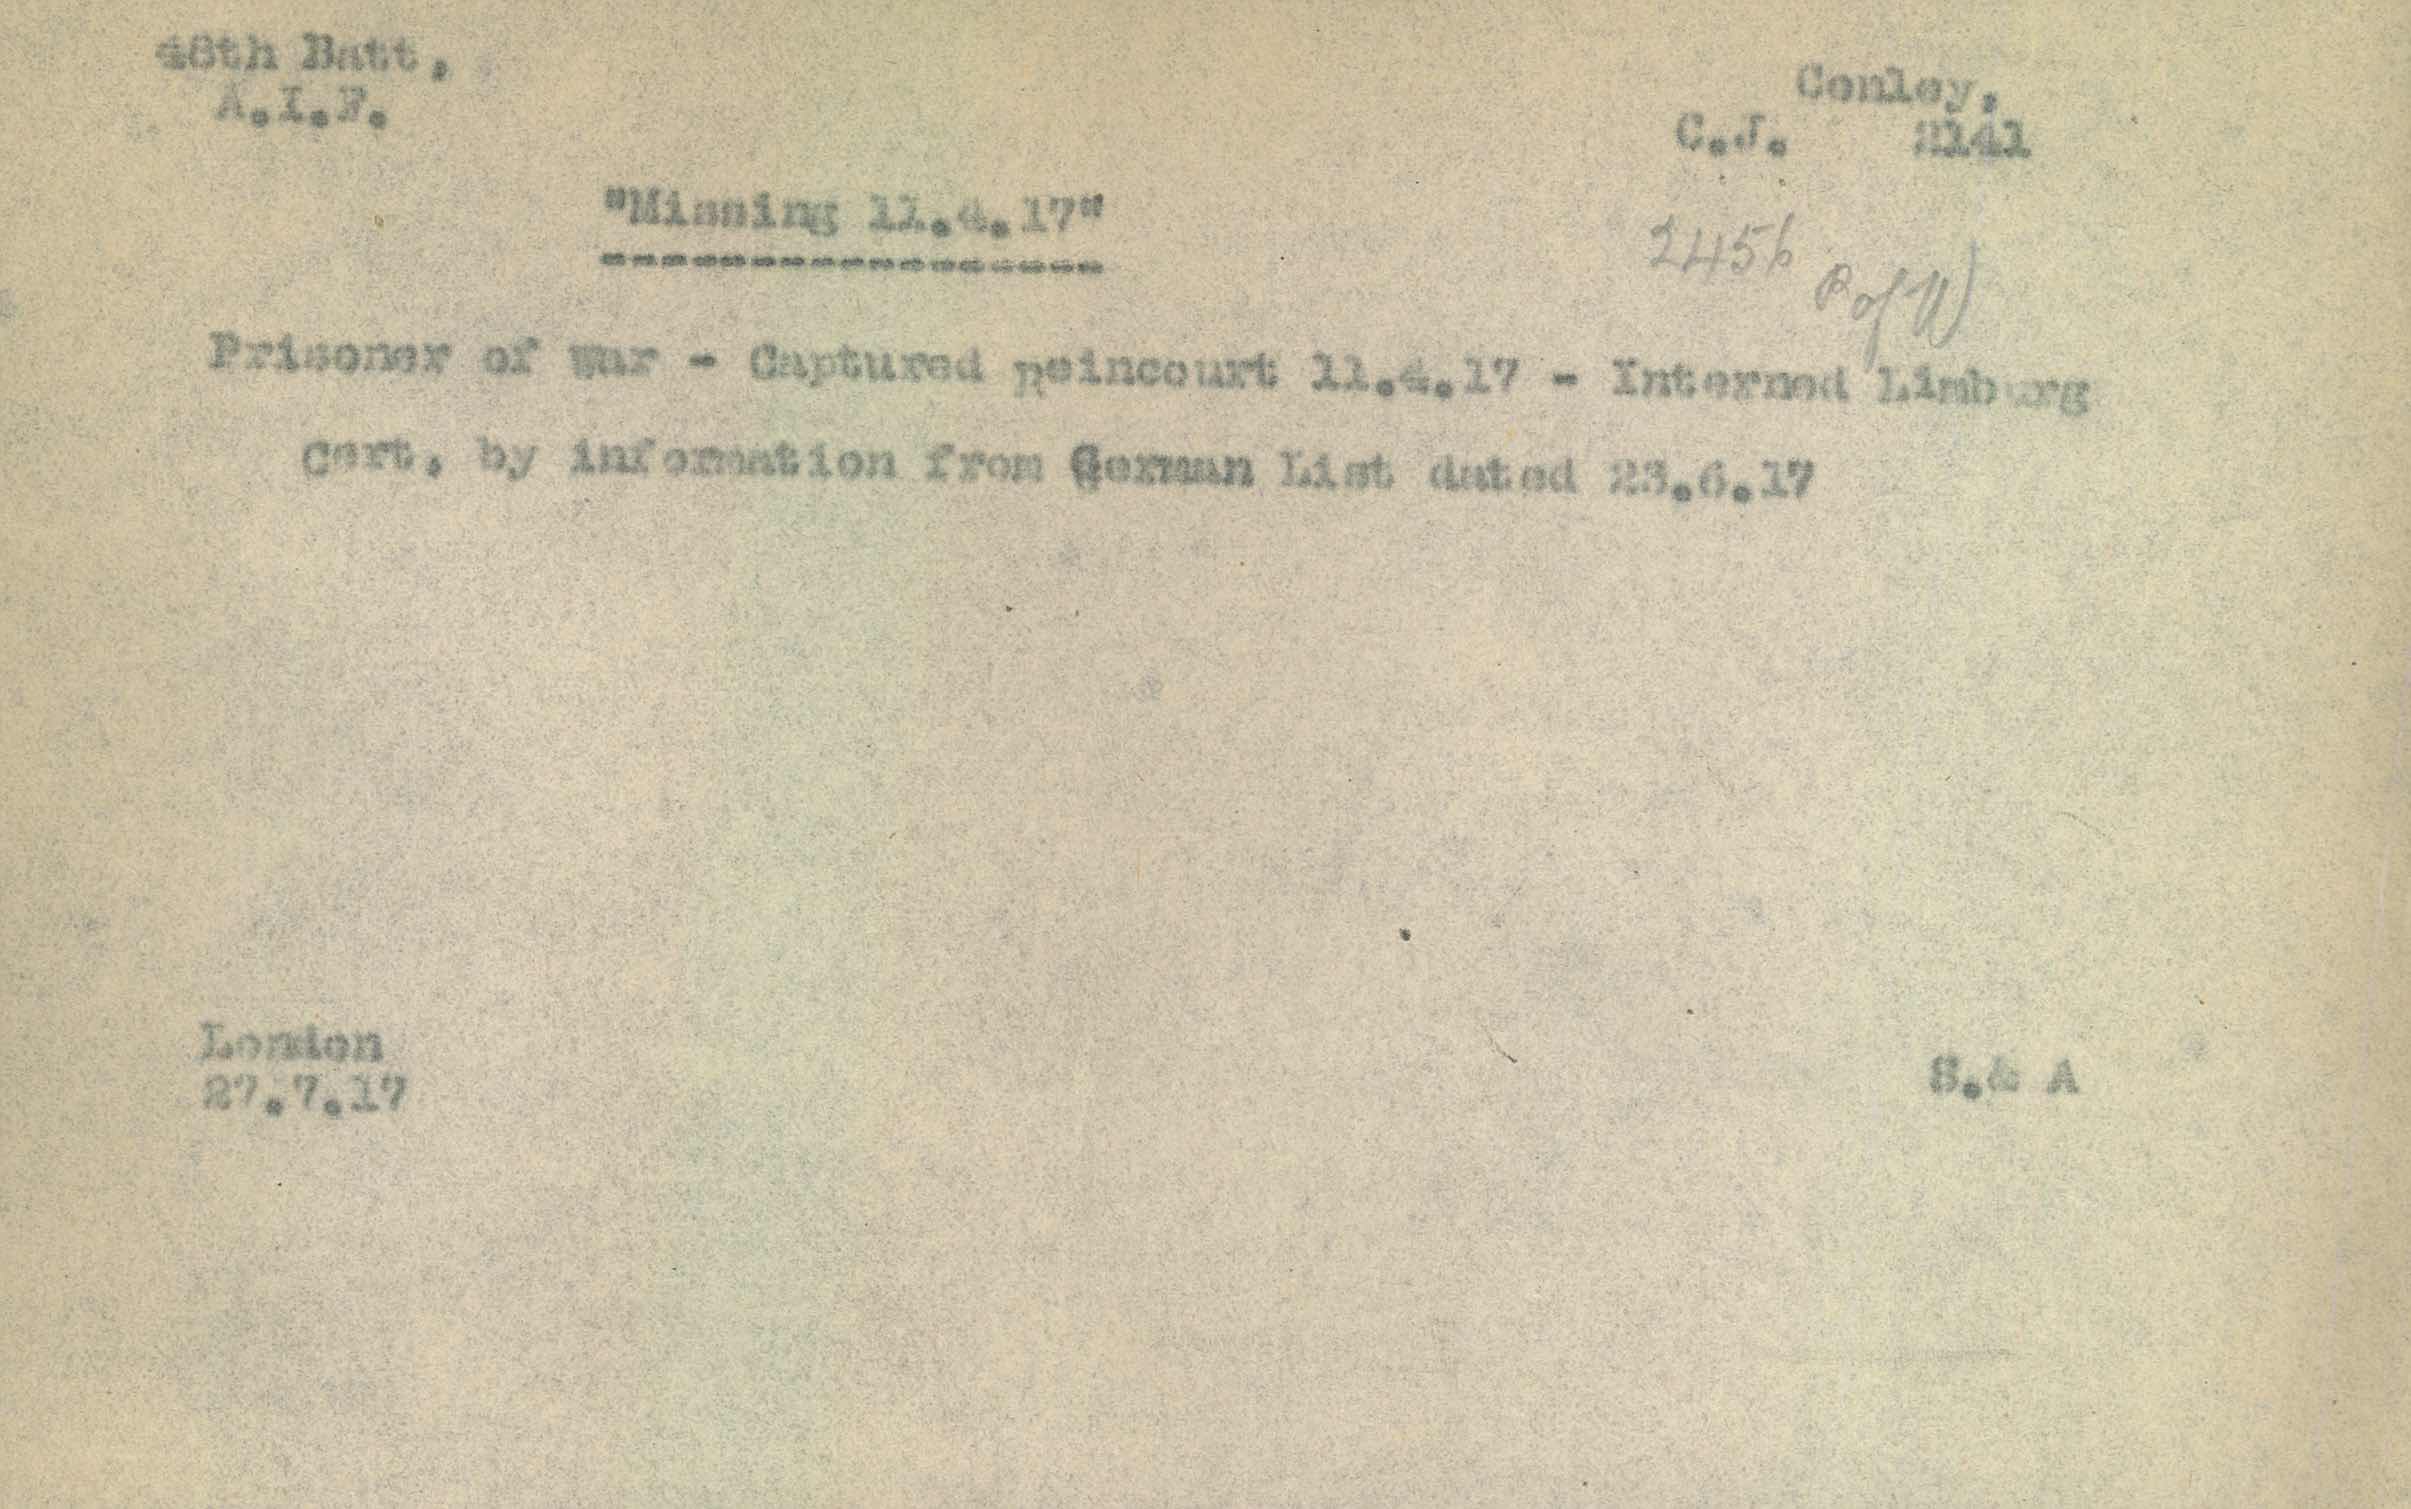 48th Batt,
A.I.F.
Conley,
C.J. 2141
"Missing 11.4.17"
------------------
2456 P of W
Prisoner of War - Captured Reincourt 11.4.17 - Interned Limburg
Cert. by information from German List dated 23.6.17
London
27.7.17
S.& A